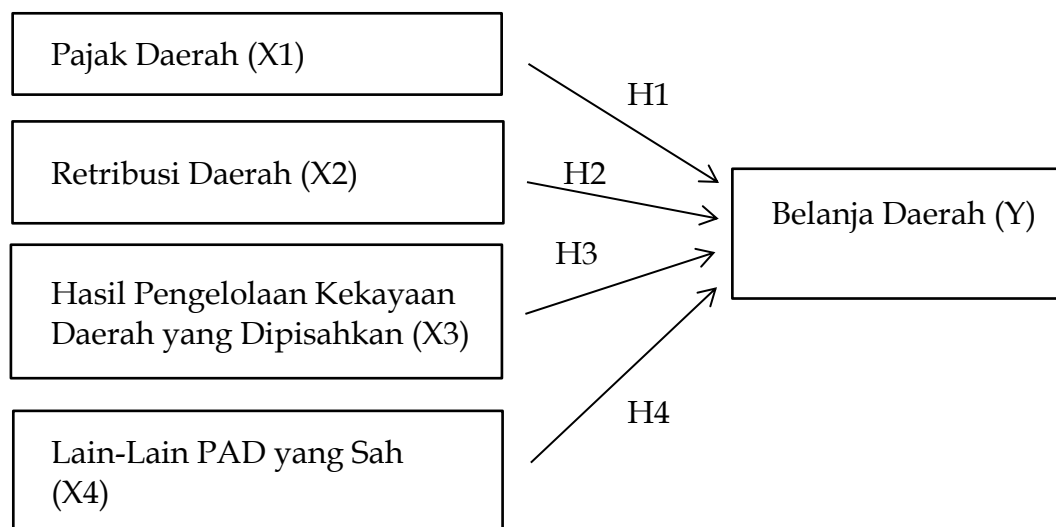 Pajak Daerah (X1)
H1
Retribusi Daerah (X2)
H2
Belanja Daerah (Y)
H3
Hasil Pengelolaan Kekayaan
Daerah yang Dipisahkan (X3)
H4
Lain-Lain PAD yang Sah
(X4)